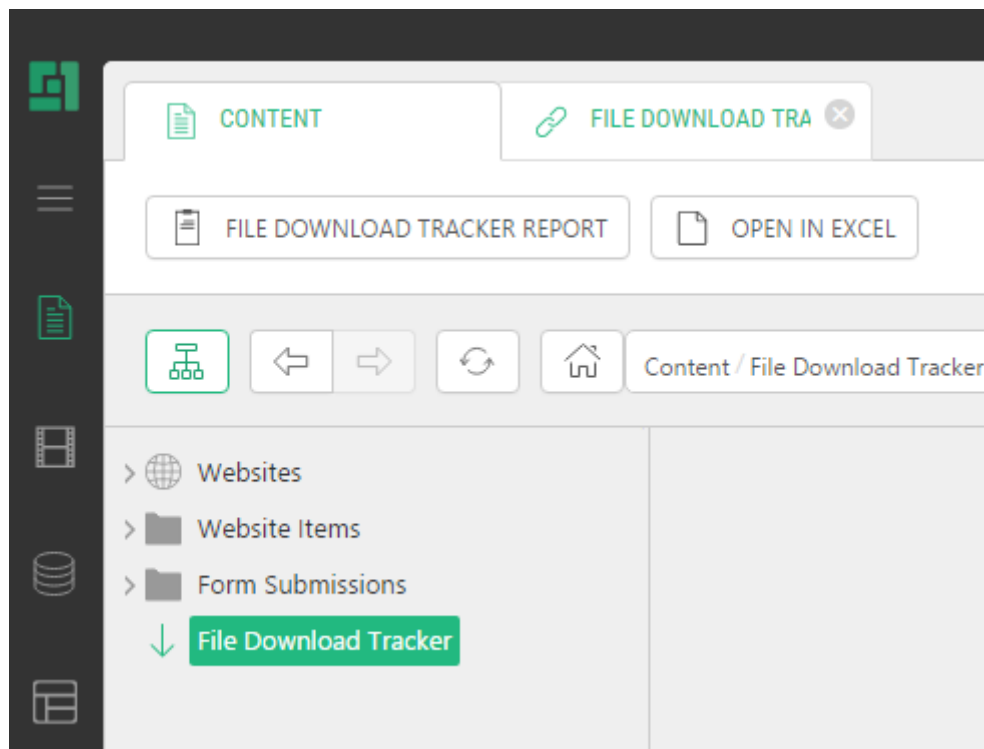 CONTENT
FILE DOWNLOAD TRA
FILE DOWNLOAD TRACKER REPORT
OPEN IN EXCEL
Content / File Download Tracker
Websites
Website Items
Form Submissions
File Download Tracker